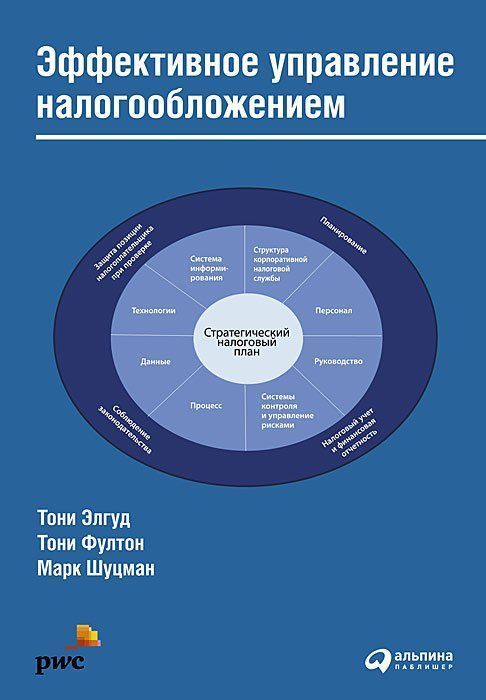 Эффективное управление
налогообложением
Защита позиции
налогоплательщика
при проверке
Планирование
Система
информи-
рования
Структура
корпоративной
налоговой
службы
Технологии
Персонал
Стратегический
налоговый
план
Данные
Руководство
Процесс
Системы
контроля
и управление
рисками
Соблюдение
законодательства
Налоговый учет
и финансовая
отчетность
Тони Элгуд
Тони Фултон
Марк Шуцман
pwc
альпина
ПАБЛИШЕР